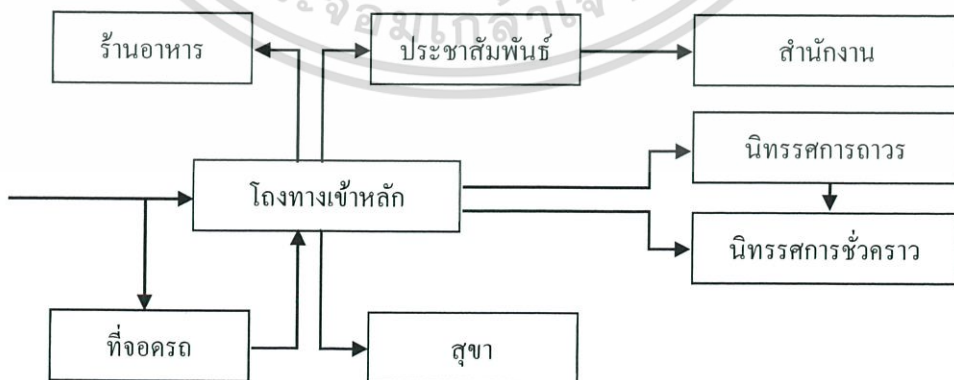 ร้านอาหาร
ประชาสัมพันธ์
สำนักงาน
นิทรรศการถาวร
โถงทางเข้าหลัก
นิทรรศการชั่วคราว
ที่จอดรถ
สุขา